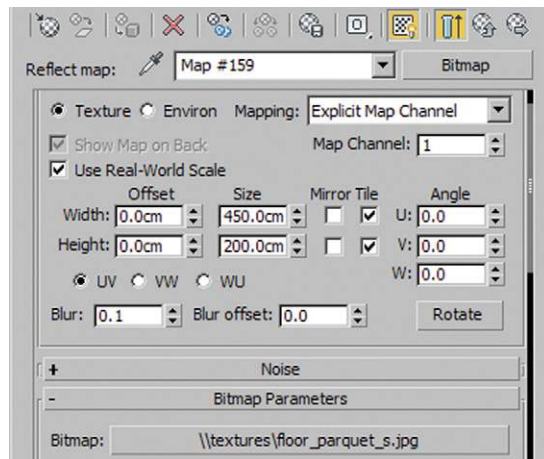 Reflect map: Map #159 Bitmap
Texture Environ Mapping: Explicit Map Channel
Show Map on Back Map Channel: 1
Use Real-World Scale
Offset Size Mirror Tile Angle
Width: 0.0cm 450.0cm U: 0.0
Height: 0.0cm 200.0cm V: 0.0
UV VW WU W: 0.0
Blur: 0.1 Blur offset: 0.0 Rotate
+ Noise
- Bitmap Parameters
Bitmap: \\textures\floor_parquet_s.jpg